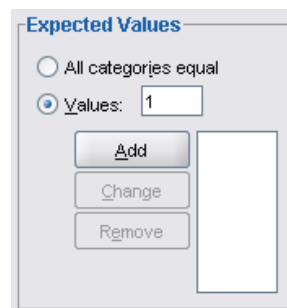 Expected Values
All categories equal
Values: 1
Add
Change
Remove